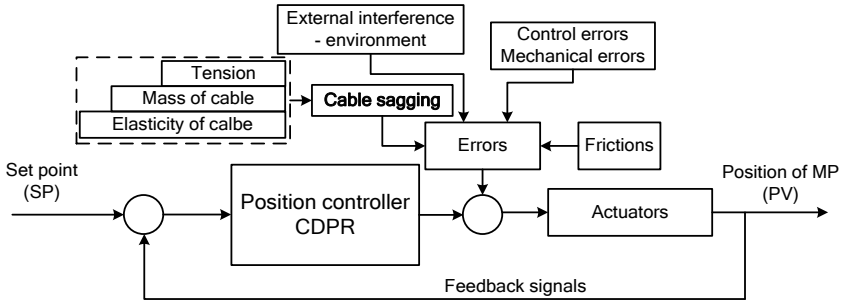 External interference
- environment
Control errors
Mechanical errors
Tension
Mass of cable
Elasticity of calbe
Cable sagging
Errors
Frictions
Set point
(SP)
Position controller
CDPR
Actuators
Position of MP
(PV)
Feedback signals